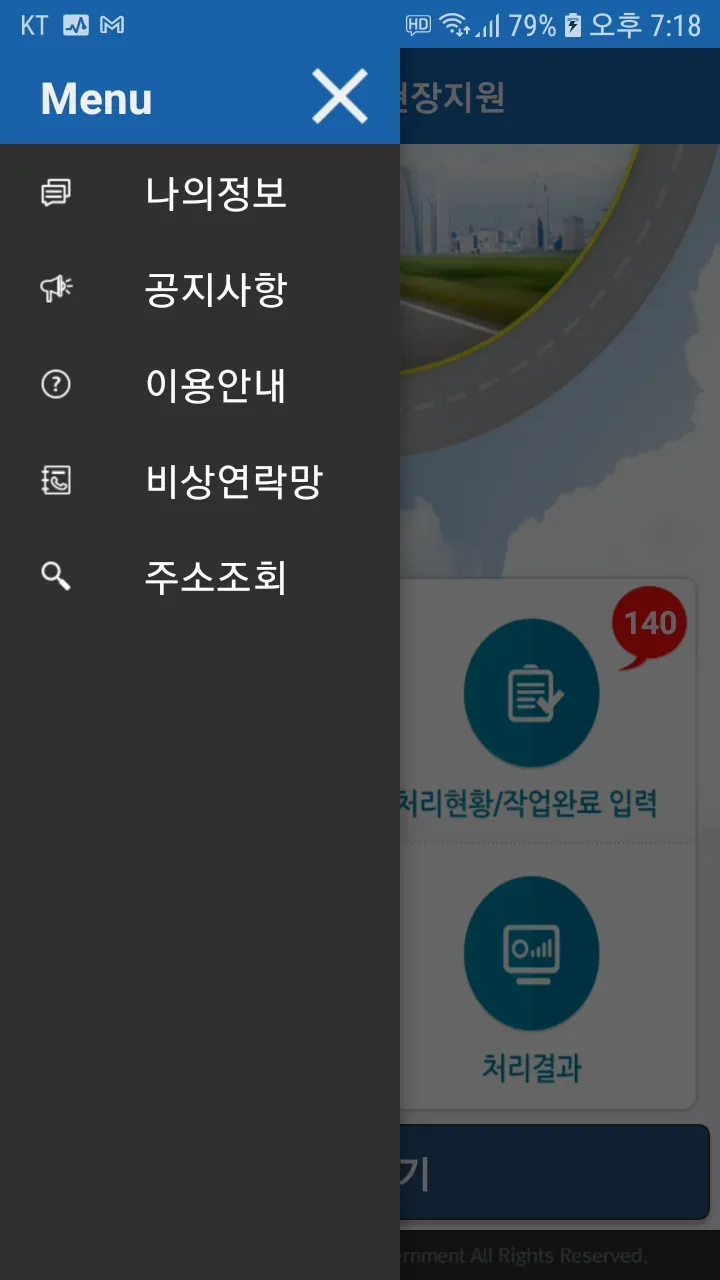 KT HD 79% 오후 7:18
Menu
현장지원
나의정보
공지사항
이용안내
비상연락망
주소조회
140
처리현황/작업완료 입력
처리결과
기
All Rights Reserved.